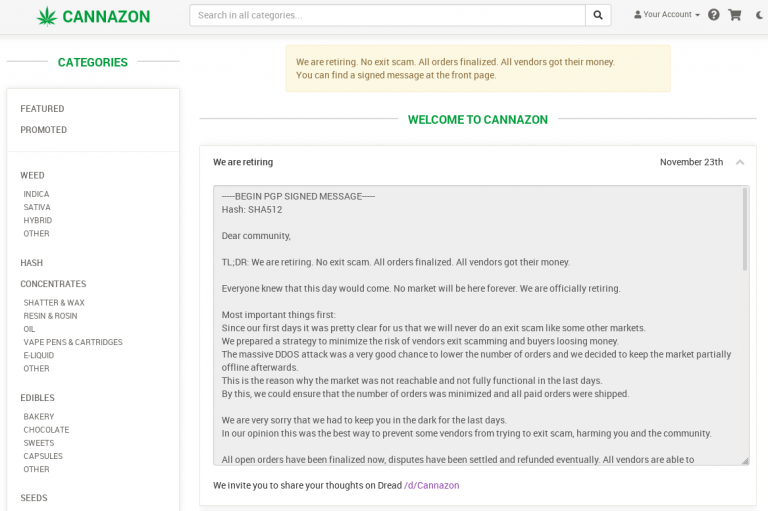 CANNAZON
Search in all categories...
Your Account
CATEGORIES
FEATURED
PROMOTED
WEED
INDICA
SATIVA
HYBRID
OTHER
HASH
CONCENTRATES
SHATTER & WAX
RESIN & ROSIN
OIL
VAPE PENS & CARTRIDGES
E-LIQUID
OTHER
EDIBLES
BAKERY
CHOCOLATE
SWEETS
CAPSULES
OTHER
SEEDS
We are retiring. No exit scam. All orders finalized. All vendors got their money.
You can find a signed message at the front page.
WELCOME TO CANNAZON
We are retiring November 23th
-----BEGIN PGP SIGNED MESSAGE-----
Hash: SHA512
Dear community,
TL;DR: We are retiring. No exit scam. All orders finalized. All vendors got their money.
Everyone knew that this day would come. No market will be here forever. We are officially retiring.
Most important things first:
Since our first days it was pretty clear for us that we will never do an exit scam like some other markets.
We prepared a strategy to minimize the risk of vendors exit scamming and buyers loosing money.
The massive DDOS attack was a very good chance to lower the number of orders and we decided to keep the market partially
offline afterwards.
This is the reason why the market was not reachable and not fully functional in the last days.
By this, we could ensure that the number of orders was minimized and all paid orders were shipped.
We are very sorry that we had to keep you in the dark for the last days.
In our opinion this was the best way to prevent some vendors from trying to exit scam, harming you and the community.
All open orders have been finalized now, disputes have been settled and refunded eventually. All vendors are able to
We invite you to share your thoughts on Dread /d/Cannazon